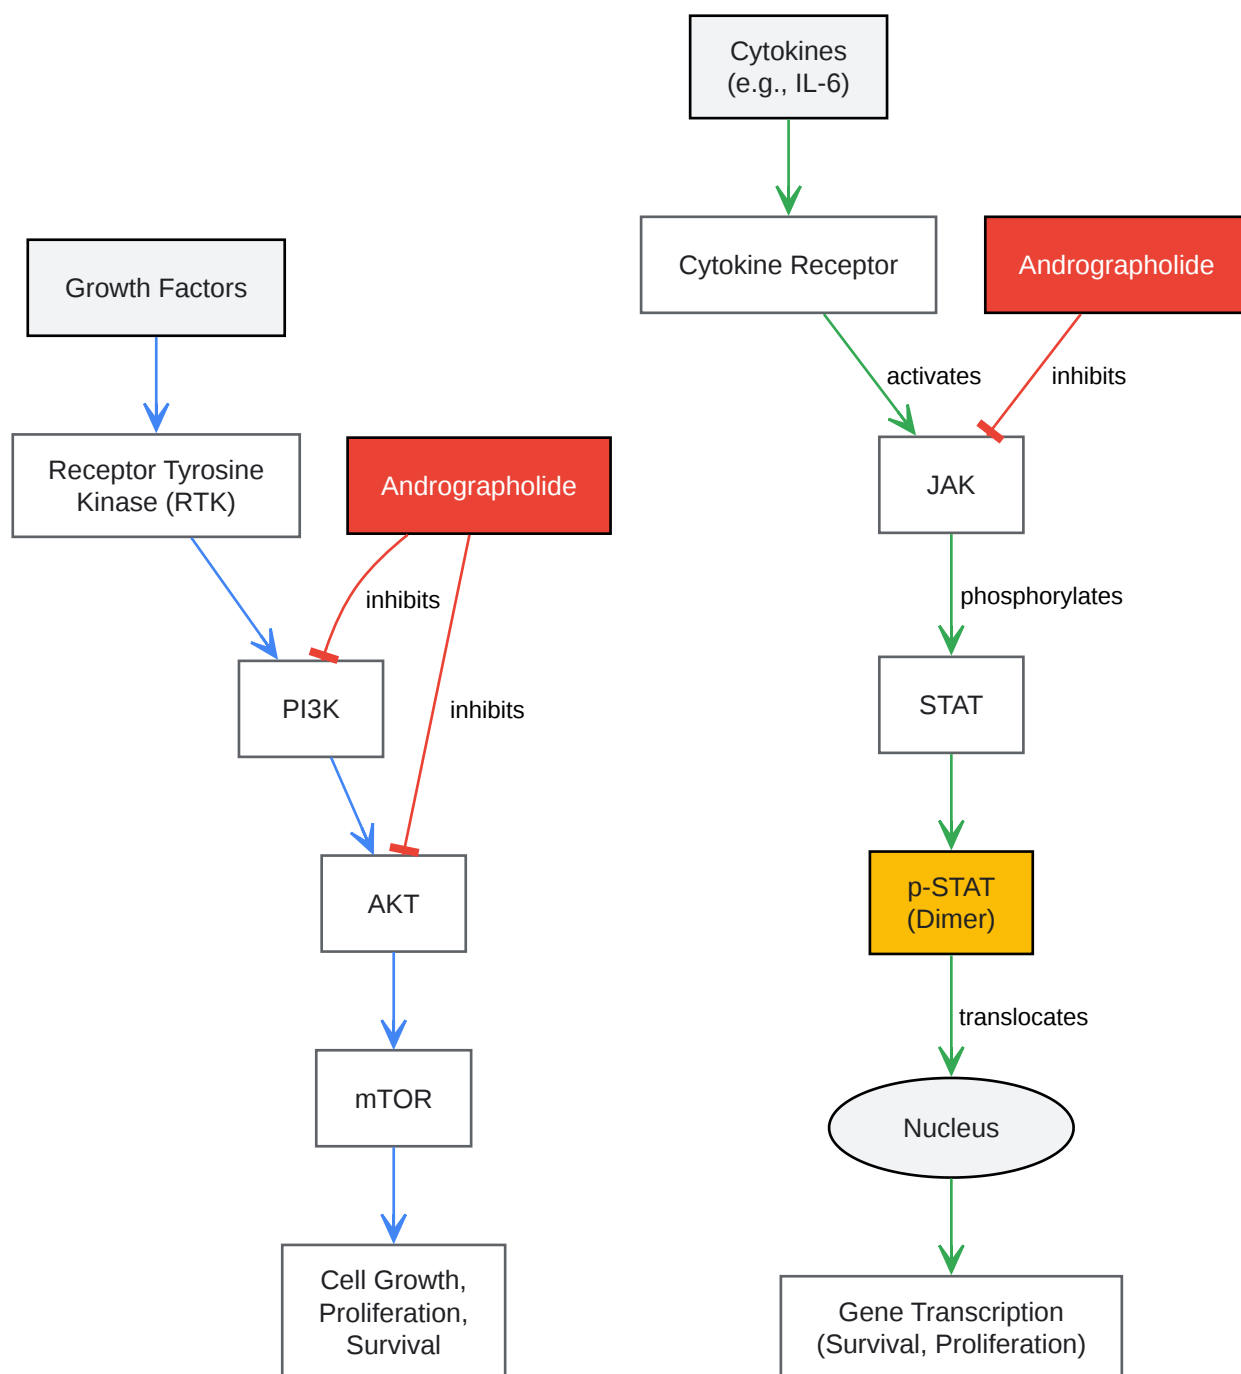 Cytokines
(e.g., IL-6)
Cytokine Receptor
Andrographolide
activates
inhibits
JAK
phosphorylates
STAT
p-STAT
(Dimer)
translocates
Nucleus
Gene Transcription
(Survival, Proliferation)
Growth Factors
Receptor Tyrosine
Kinase (RTK)
Andrographolide
inhibits
PI3K
inhibits
AKT
mTOR
Cell Growth,
Proliferation,
Survival